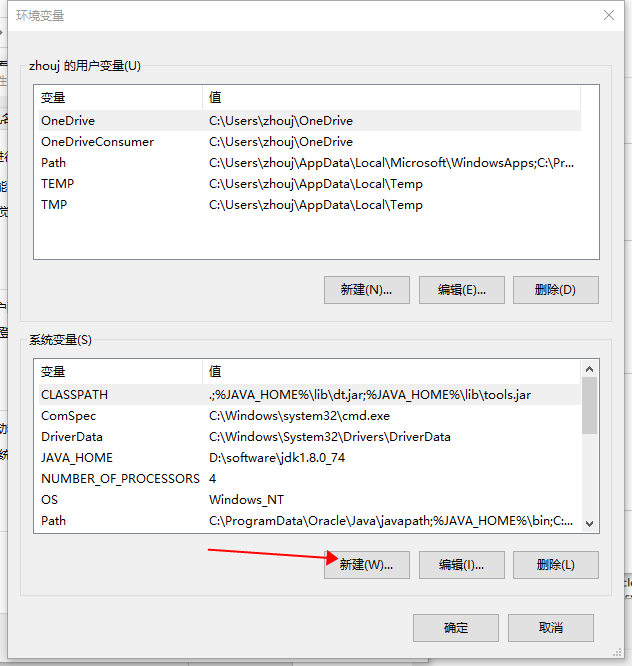 环境变量
zhouj 的用户变量(U)
变量 值
OneDrive C:\Users\zhouj\OneDrive
OneDriveConsumer C:\Users\zhouj\OneDrive
Path C:\Users\zhouj\AppData\Local\Microsoft\WindowsApps;C:\Pr...
TEMP C:\Users\zhouj\AppData\Local\Temp
TMP C:\Users\zhouj\AppData\Local\Temp
新建(N)... 编辑(E)... 删除(D)
系统变量(S)
变量 值
CLASSPATH .;%JAVA_HOME%\lib\dt.jar;%JAVA_HOME%\lib\tools.jar
ComSpec C:\Windows\system32\cmd.exe
DriverData C:\Windows\System32\Drivers\DriverData
JAVA_HOME D:\software\jdk1.8.0_74
NUMBER_OF_PROCESSORS 4
OS Windows_NT
Path C:\ProgramData\Oracle\Java\javapath;%JAVA_HOME%\bin;C:...
新建(W)... 编辑(I)... 删除(L)
确定 取消